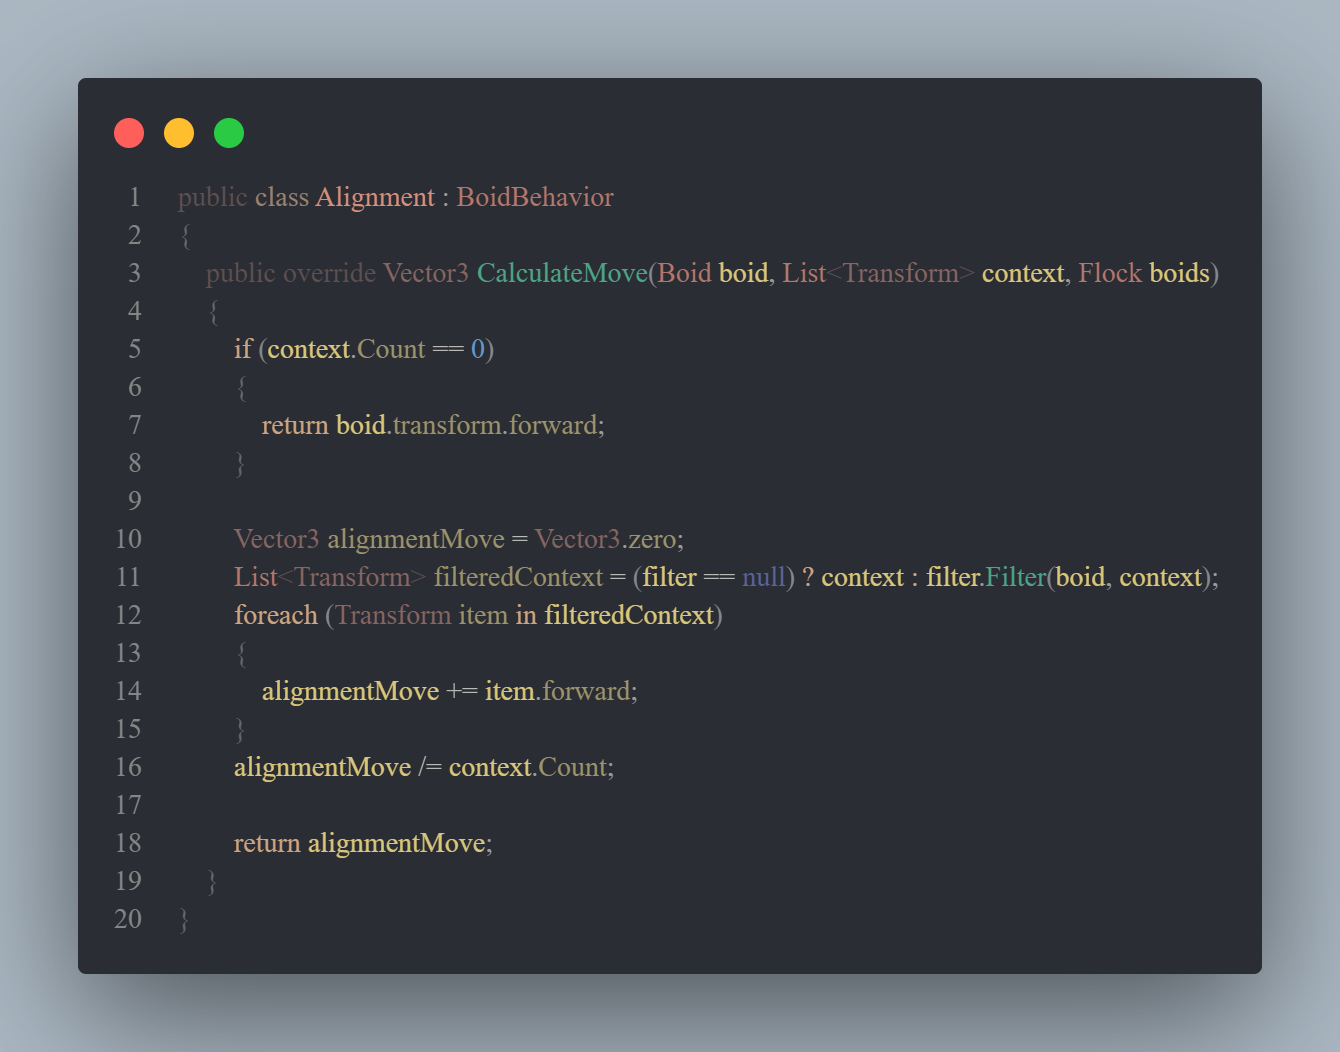 1 public class Alignment : BoidBehavior
2 {
3     public override Vector3 CalculateMove(Boid boid, List<Transform> context, Flock boids)
4     {
5         if (context.Count == 0)
6         {
7             return boid.transform.forward;
8         }
9
10         Vector3 alignmentMove = Vector3.zero;
11         List<Transform> filteredContext = (filter == null) ? context : filter.Filter(boid, context);
12         foreach (Transform item in filteredContext)
13         {
14             alignmentMove += item.forward;
15         }
16         alignmentMove /= context.Count;
17
18         return alignmentMove;
19     }
20 }